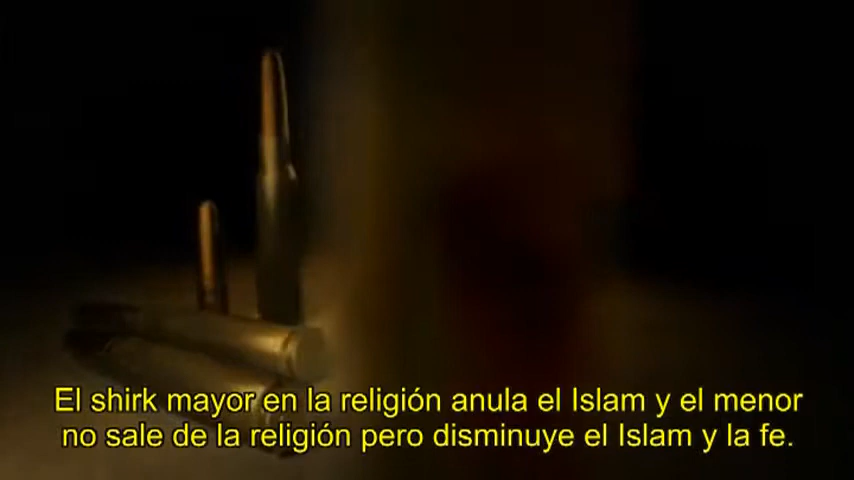 El shirk mayor en la religión anula el Islam y el menor
no sale de la religión pero disminuye el Islam y la fe.